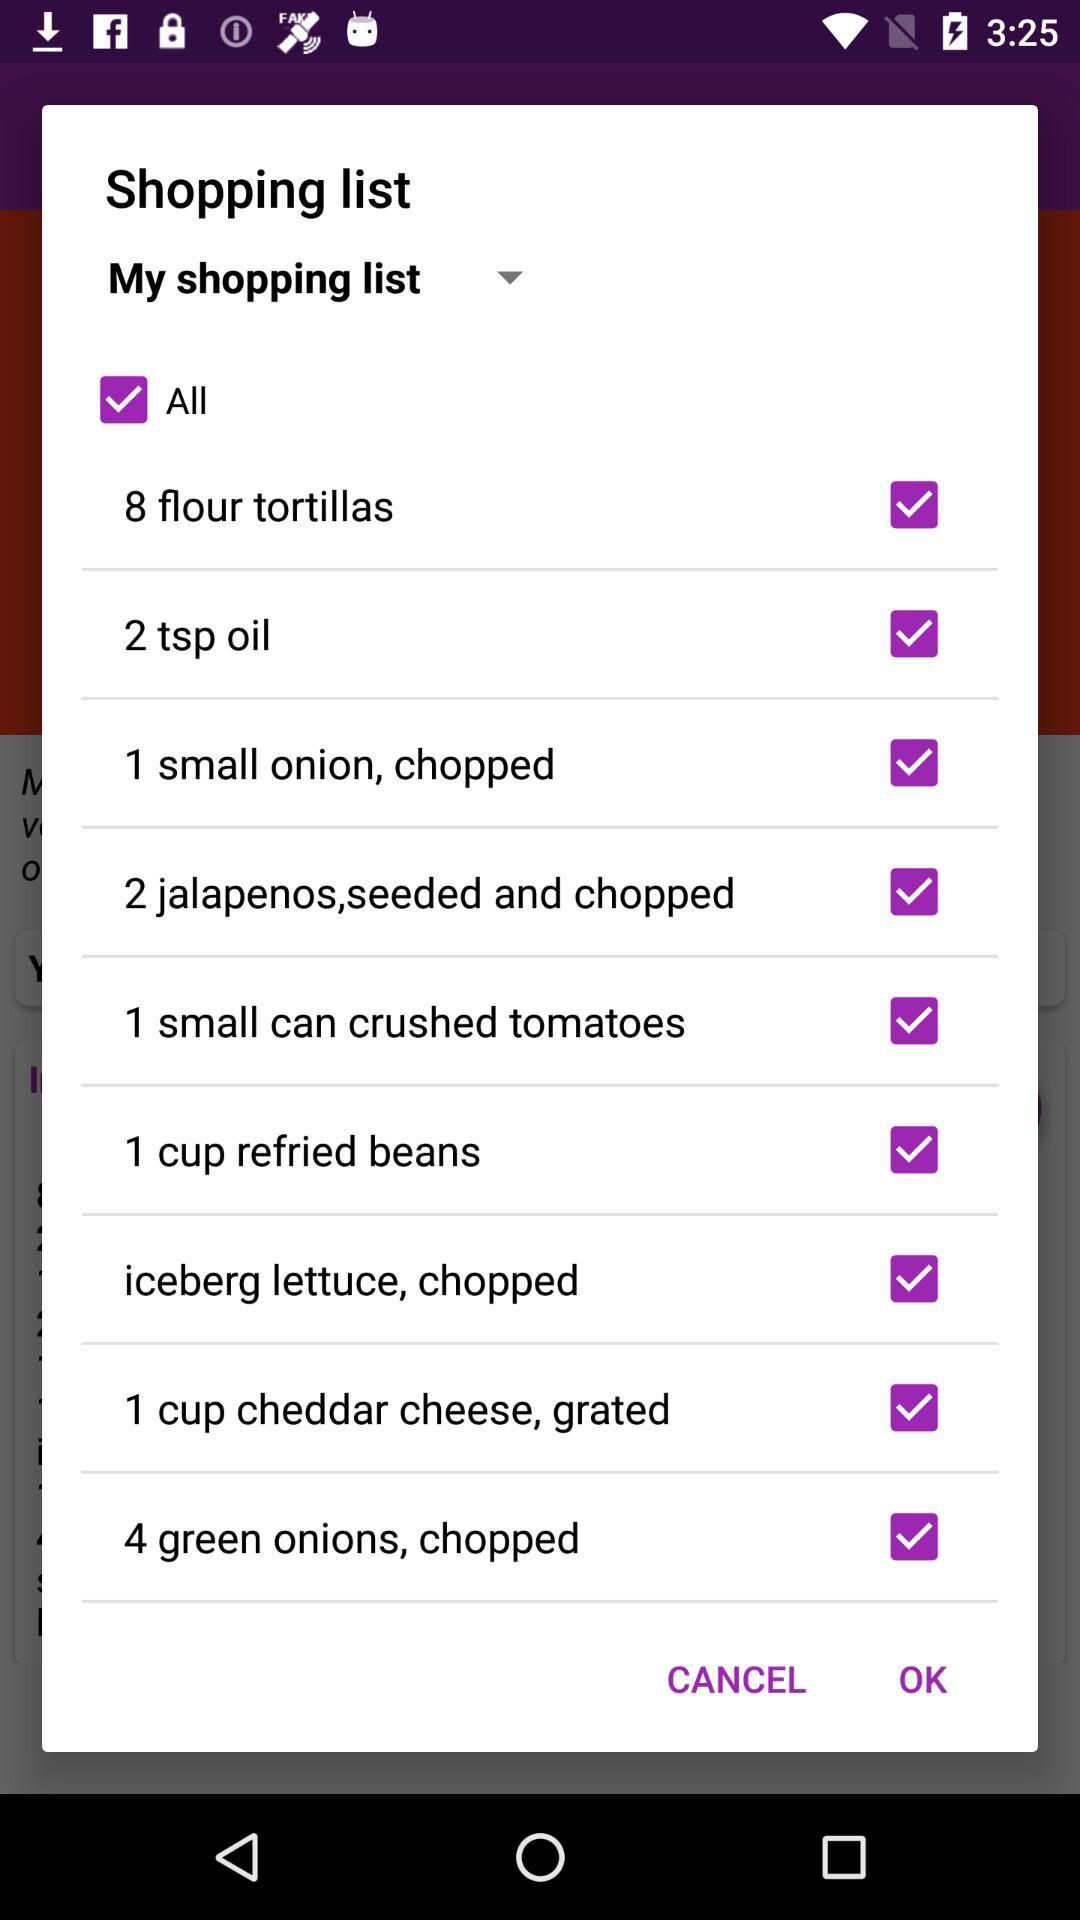 FAKE
3:25
Shopping list
My shopping list
All
8 flour tortillas
2 tsp oil
1 small onion, chopped
2 jalapenos,seeded and chopped
1 small can crushed tomatoes
1 cup refried beans
iceberg lettuce, chopped
1 cup cheddar cheese, grated
4 green onions, chopped
CANCEL OK